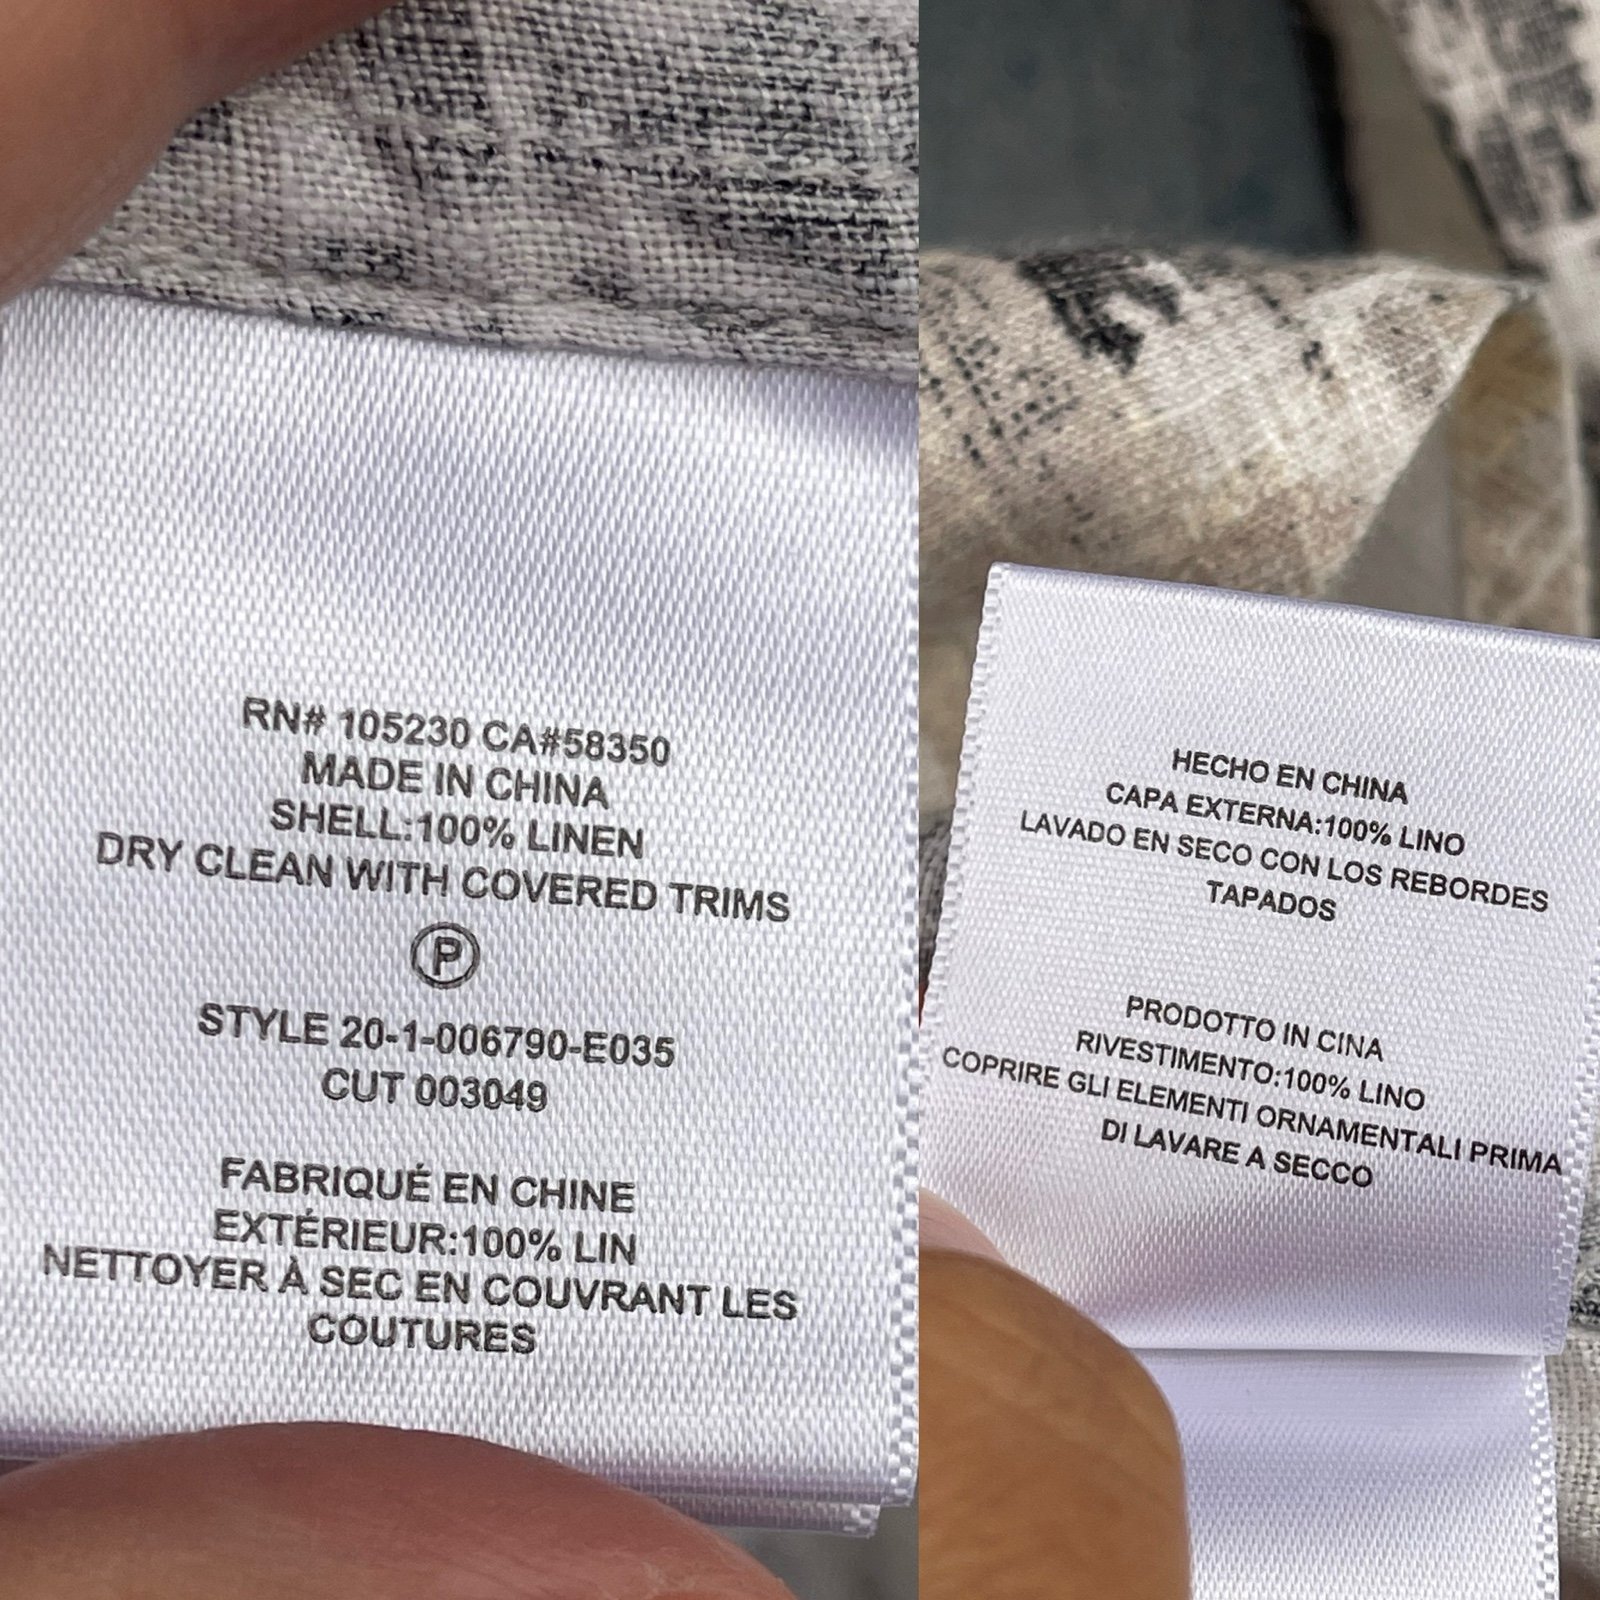 RN# 105230 CA#58350
MADE IN CHINA
SHELL:100% LINEN
DRY CLEAN WITH COVERED TRIMS
P
STYLE 20-1-006790-E035
CUT 003049
FABRIQUÉ EN CHINE
EXTÉRIEUR:100% LIN
NETTOYER À SEC EN COUVRANT LES
COUTURES
HECHO EN CHINA
CAPA EXTERNA:100% LINO
LAVADO EN SECO CON LOS REBORDES
TAPADOS
PRODOTTO IN CINA
RIVESTIMENTO:100% LINO
COPRIRE GLI ELEMENTI ORNAMENTALI PRIMA
DI LAVARE A SECCO